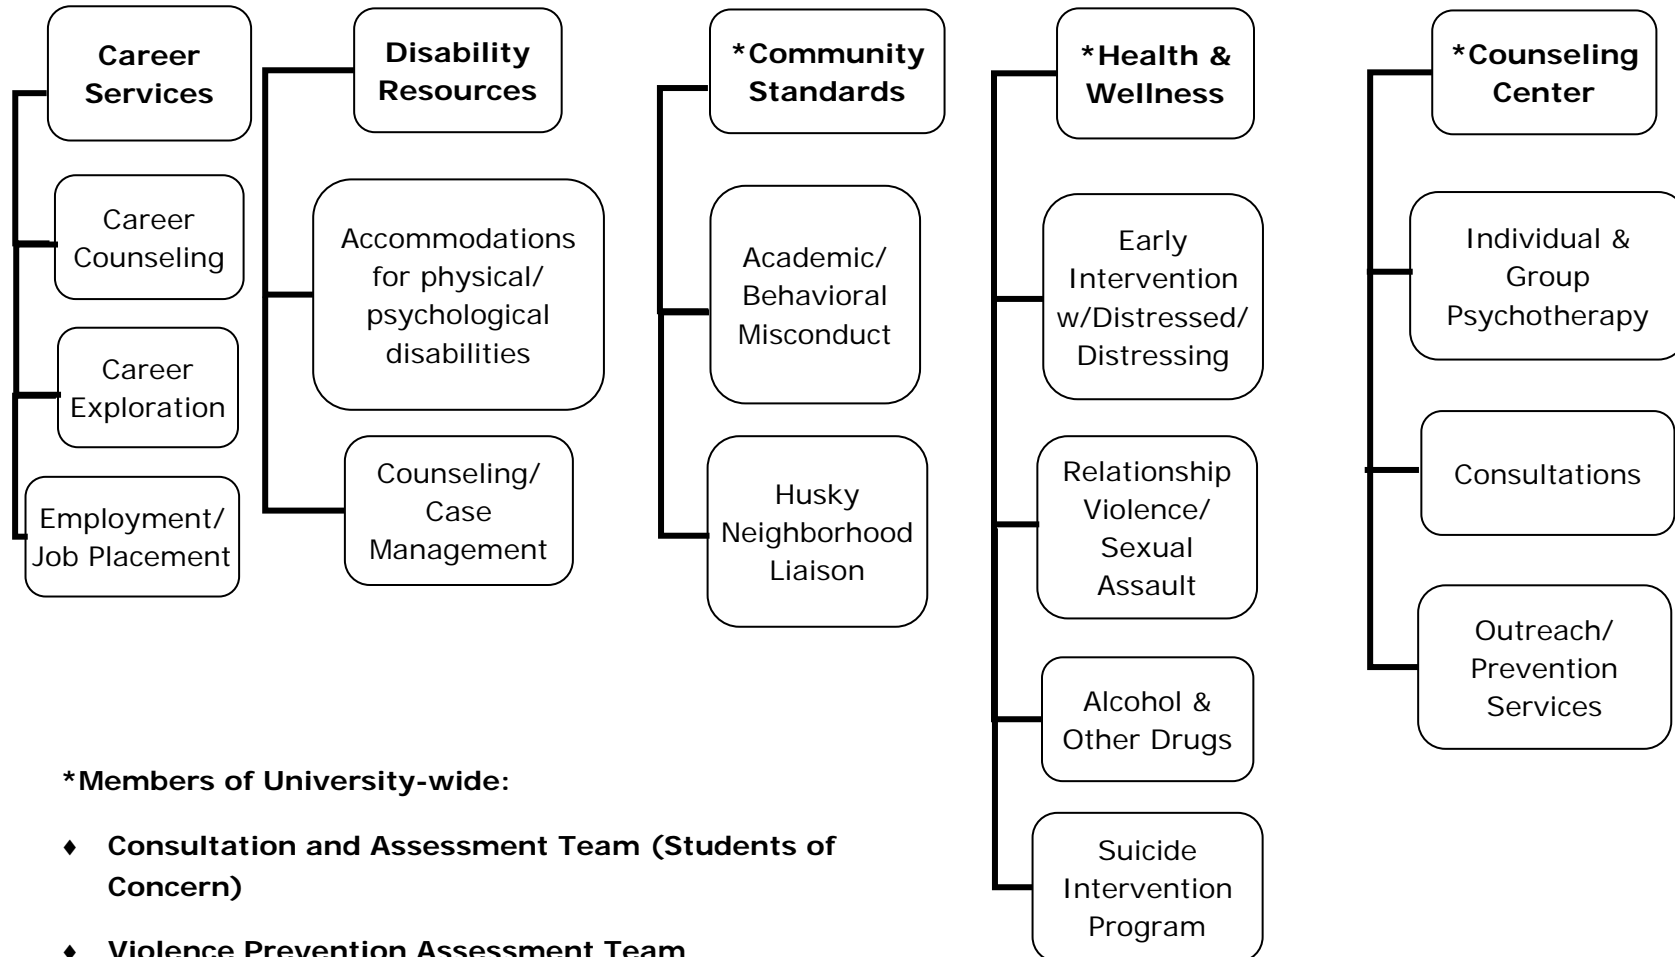 Career
Services
Career
Counseling
Career
Exploration
Employment/
Job Placement
Disability
Resources
Accommodations
for physical/
psychological
disabilities
Counseling/
Case
Management
*Community
Standards
Academic/
Behavioral
Misconduct
Husky
Neighborhood
Liaison
*Health &
Wellness
Early
Intervention
w/Distressed/
Distressing
Relationship
Violence/
Sexual
Assault
Alcohol &
Other Drugs
Suicide
Intervention
Program
*Counseling
Center
Individual &
Group
Psychotherapy
Consultations
Outreach/
Prevention
Services
*Members of University-wide:
♦ Consultation and Assessment Team (Students of
Concern)
♦ Violence Prevention Assessment Team